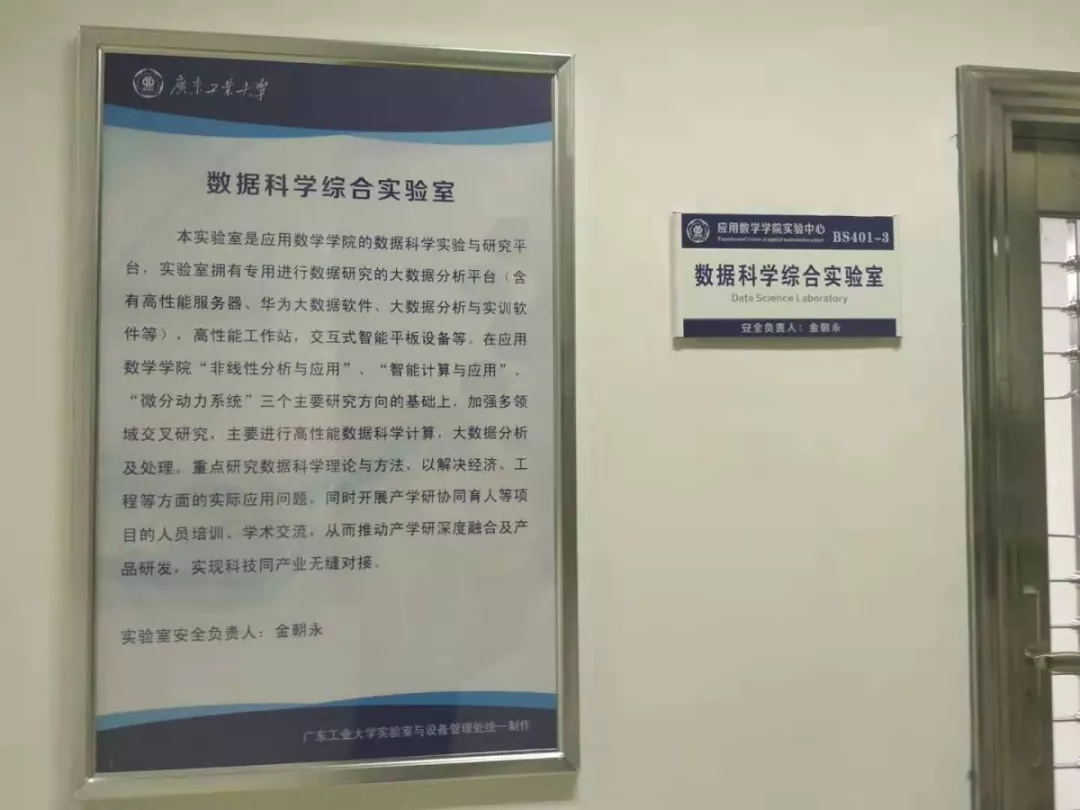 廣東工業大學
数据科学综合实验室
本实验室是应用数学学院的数据科学实验与研究平
台，实验室拥有专用进行数据研究的大数据分析平台（含
有高性能服务器、华为大数据软件、大数据分析与实训软
件等），高性能工作站，交互式智能平板设备等。在应用
数学学院“非线性分析与应用”、“智能计算与应用”、
“微分动力系统”三个主要研究方向的基础上，加强多领
域交叉研究，主要进行高性能数据科学计算，大数据分析
及处理。重点研究数据科学理论与方法，以解决经济、工
程等方面的实际应用问题，同时开展产学研协同育人等项
目的人员培训、学术交流，从而推动产学研深度融合及产
品研发，实现科技同产业无缝对接。
实验室安全负责人：金朝永
广东工业大学实验室与设备管理处统一制作
应用数学学院实验中心 BS401-3
数据科学综合实验室
Data Science Laboratory
安全负责人：金朝永